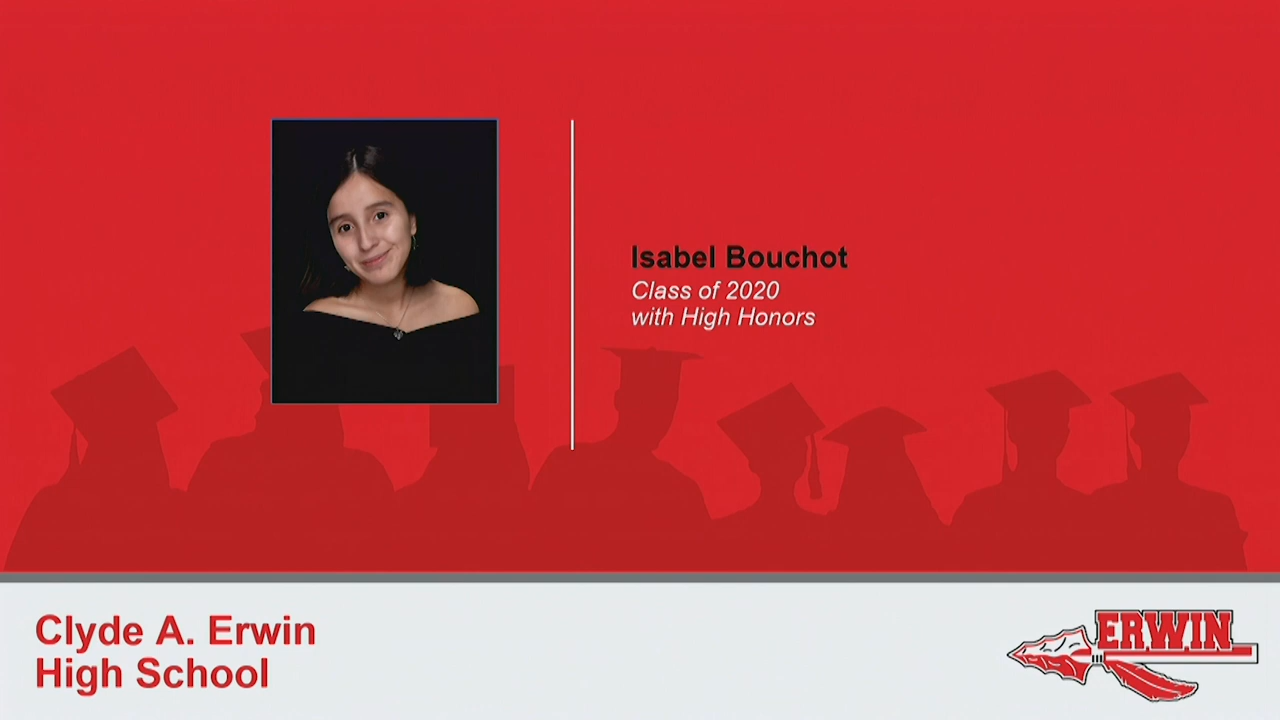 Isabel Bouchot
Class of 2020
with High Honors
Clyde A. Erwin
High School
ERWIN